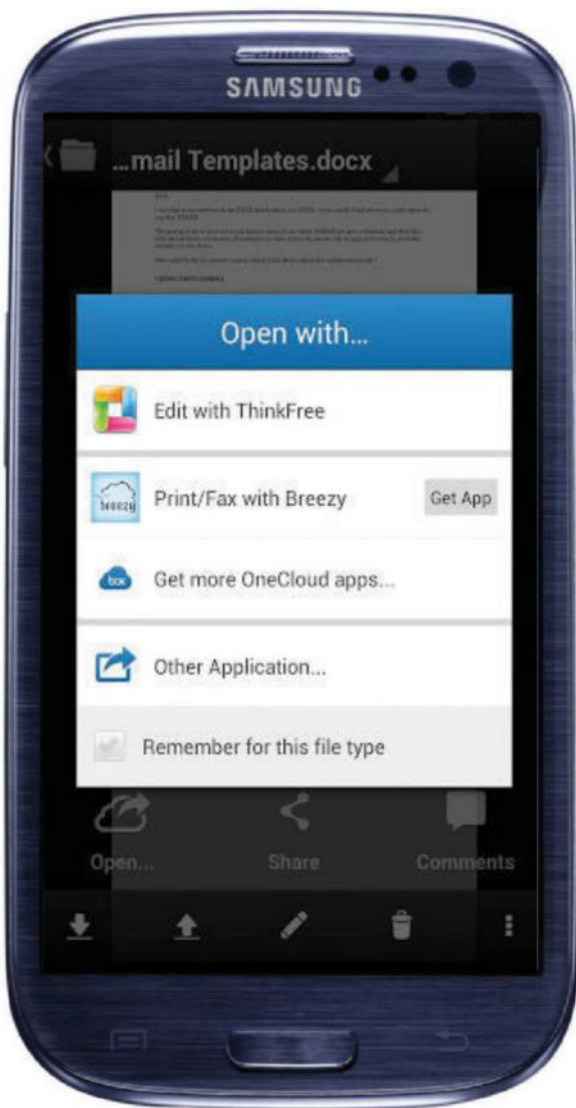 SAMSUNG
...mail Templates.docx
Open with...
Edit with ThinkFree
breezy
Print/Fax with Breezy
Get App
box
Get more OneCloud apps...
Other Application...
Remember for this file type
Open...
Share
Comments